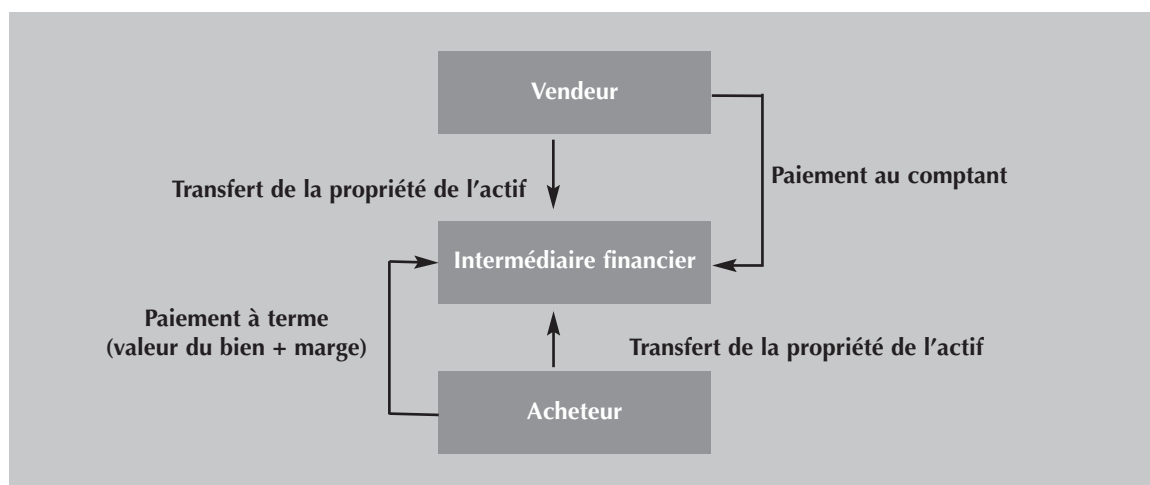 Vendeur
Paiement au comptant
Transfert de la propriété de l’actif
Intermédiaire financier
Paiement à terme
(valeur du bien + marge)
Transfert de la propriété de l’actif
Acheteur